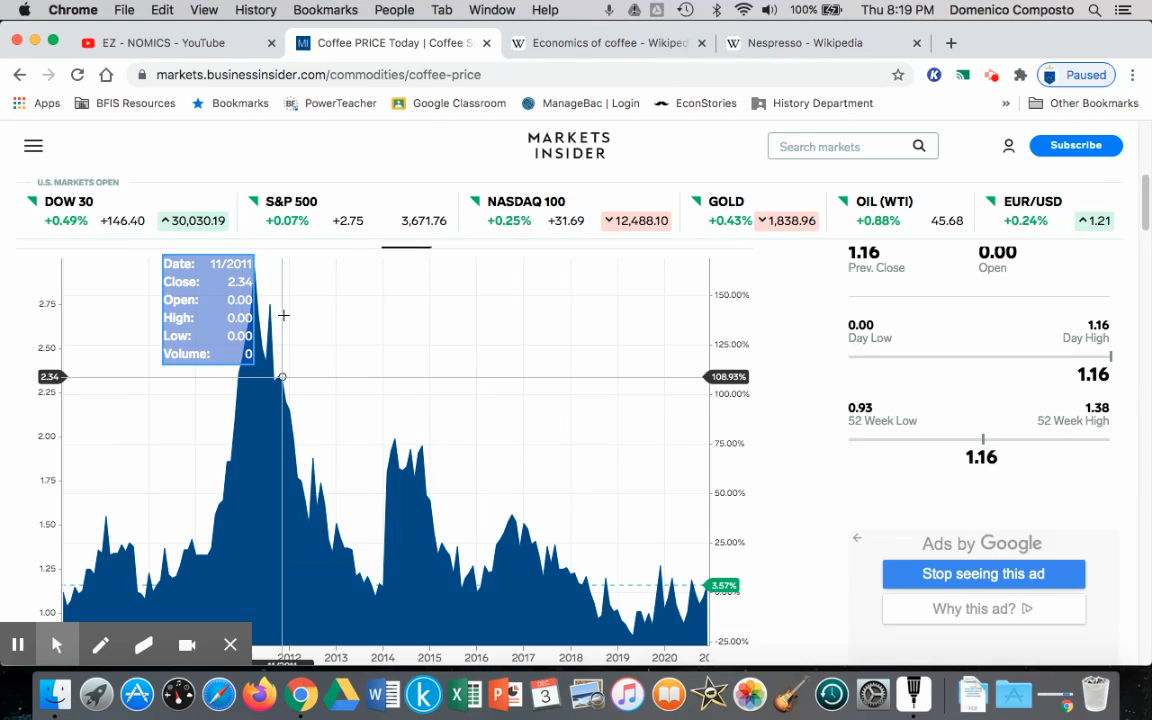 Chrome File Edit View History Bookmarks People Tab Window Help 100% Thu 8:19 PM Domenico Composto
EZ - NOMICS - YouTube × Coffee PRICE Today | Coffee S × Economics of coffee - Wikiped × Nespresso - Wikipedia × +
markets.businessinsider.com/commodities/coffee-price Paused
Apps BFIS Resources Bookmarks PowerTeacher Google Classroom ManageBac | Login EconStories History Department » Other Bookmarks
MARKETS
INSIDER
Search markets
Subscribe
U.S. MARKETS OPEN
DOW 30 S&P 500 NASDAQ 100 GOLD OIL (WTI) EUR/USD
+0.49% +146.40 30,030.19 +0.07% +2.75 3,671.76 +0.25% +31.69 12,488.10 +0.43% 1,838.96 +0.88% 45.68 +0.24% 1.21
Date: 11/2011
Close: 2.34
Open: 0.00
High: 0.00
Low: 0.00
Volume: 0
2.75
2.50
2.34
2.25
2.00
1.75
1.50
1.25
1.00
150.00%
125.00%
108.93%
100.00%
75.00%
50.00%
25.00%
3.57%
-25.00%
2012 2013 2014 2015 2016 2017 2018 2019 2020
1.16 0.00
Prev. Close Open
0.00 1.16
Day Low Day High
1.16
0.93 1.38
52 Week Low 52 Week High
1.16
Ads by Google
Stop seeing this ad
Why this ad?
DEC
3